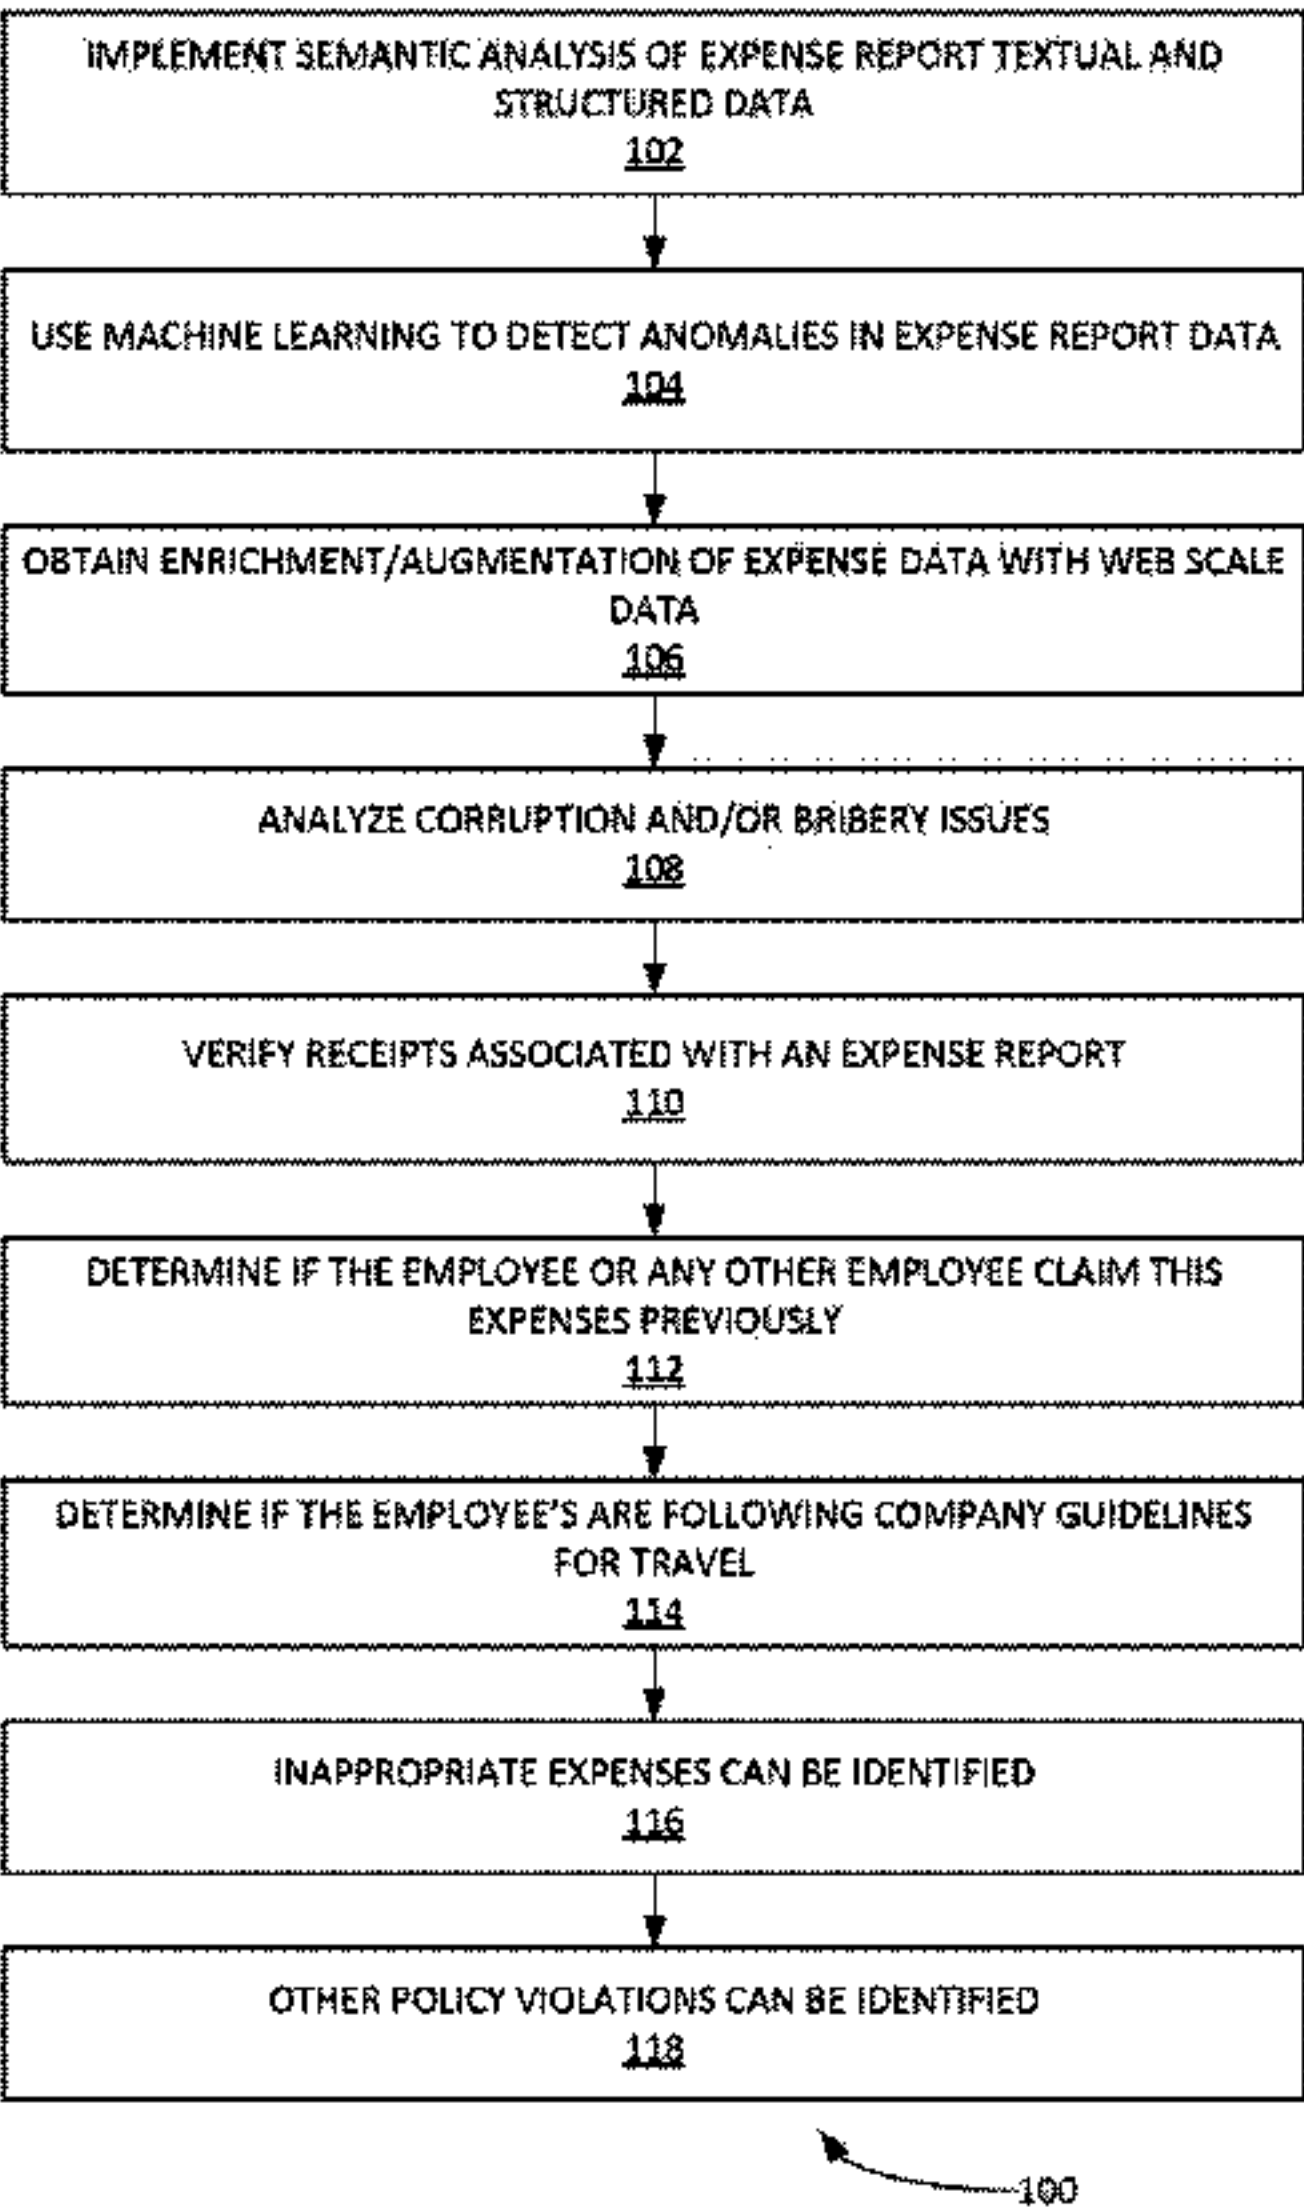 IMPLEMENT SEMANTIC ANALYSIS OF EXPENSE REPORT TEXTUAL AND
STRUCTURED DATA
102
USE MACHINE LEARNING TO DETECT ANOMALIES IN EXPENSE REPORT DATA
104
OBTAIN ENRICHMENT/AUGMENTATION OF EXPENSE DATA WITH WEB SCALE
DATA
106
ANALYZE CORRUPTION AND/OR BRIBERY ISSUES
108
VERIFY RECEIPTS ASSOCIATED WITH AN EXPENSE REPORT
110
DETERMINE IF THE EMPLOYEE OR ANY OTHER EMPLOYEE CLAIM THIS
EXPENSES PREVIOUSLY
112
DETERMINE IF THE EMPLOYEE'S ARE FOLLOWING COMPANY GUIDELINES
FOR TRAVEL
114
INAPPROPRIATE EXPENSES CAN BE IDENTIFIED
116
OTHER POLICY VIOLATIONS CAN BE IDENTIFIED
118
100